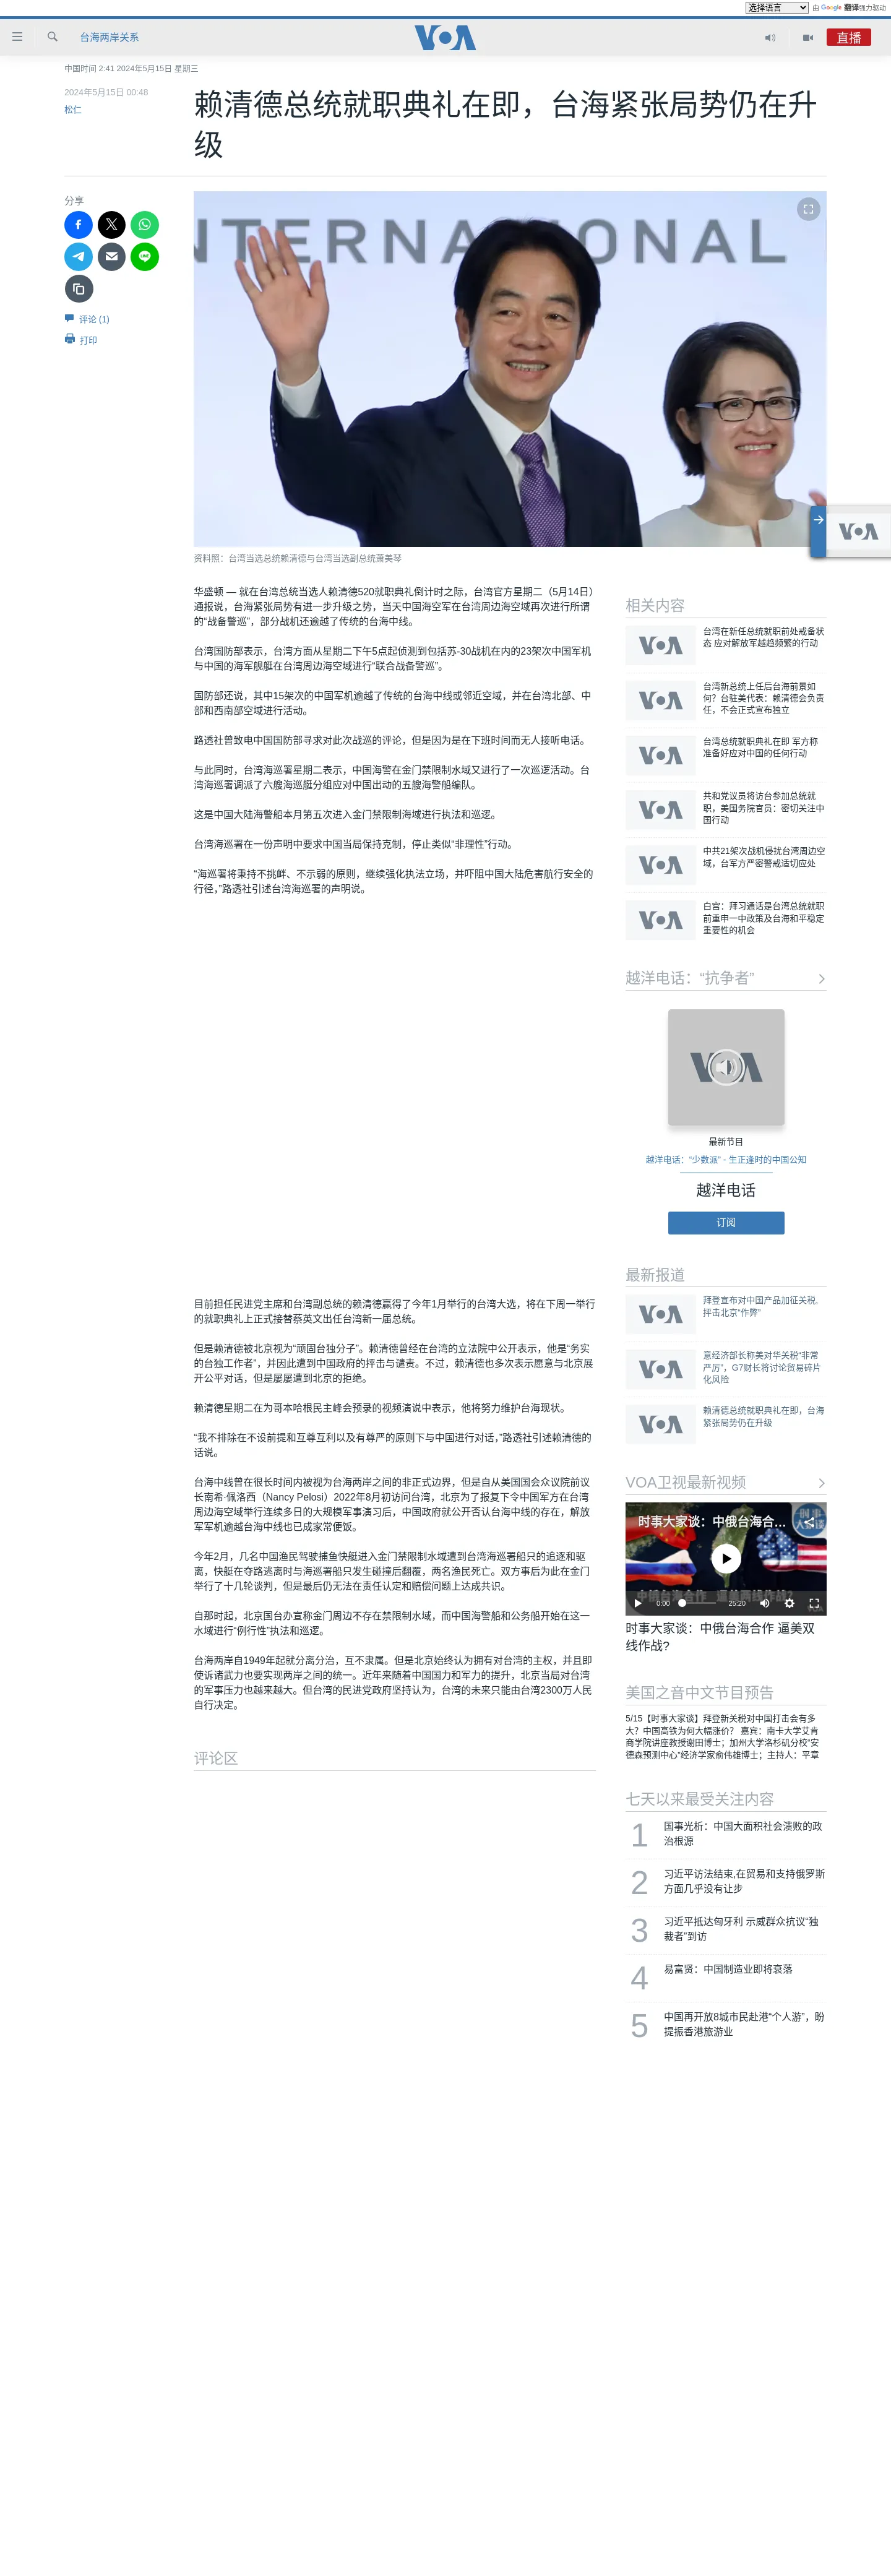 选择语言 由 Google 翻译强力驱动
台海两岸关系
VOA
直播
中国时间 2:41 2024年5月15日 星期三
2024年5月15日 00:48
松仁
赖清德总统就职典礼在即，台海紧张局势仍在升
级
分享
评论 (1)
打印
INTERNATIONAL
资料照：台湾当选总统赖清德与台湾当选副总统萧美琴
华盛顿 — 就在台湾总统当选人赖清德520就职典礼倒计时之际，台湾官方星期二（5月14日）
通报说，台海紧张局势有进一步升级之势，当天中国海空军在台湾周边海空域再次进行所谓
的“战备警巡”，部分战机还逾越了传统的台海中线。
台湾国防部表示，台湾方面从星期二下午5点起侦测到包括苏-30战机在内的23架次中国军机
与中国的海军舰艇在台湾周边海空域进行“联合战备警巡”。
国防部还说，其中15架次的中国军机逾越了传统的台海中线或邻近空域，并在台湾北部、中
部和西南部空域进行活动。
路透社曾致电中国国防部寻求对此次战巡的评论，但是因为是在下班时间而无人接听电话。
与此同时，台湾海巡署星期二表示，中国海警在金门禁限制水域又进行了一次巡逻活动。台
湾海巡署调派了六艘海巡艇分组应对中国出动的五艘海警船编队。
这是中国大陆海警船本月第五次进入金门禁限制海域进行执法和巡逻。
台湾海巡署在一份声明中要求中国当局保持克制，停止类似“非理性”行动。
“海巡署将秉持不挑衅、不示弱的原则，继续强化执法立场，并吓阻中国大陆危害航行安全的
行径，”路透社引述台湾海巡署的声明说。
目前担任民进党主席和台湾副总统的赖清德赢得了今年1月举行的台湾大选，将在下周一举行
的就职典礼上正式接替蔡英文出任台湾新一届总统。
但是赖清德被北京视为“顽固台独分子”。赖清德曾经在台湾的立法院中公开表示，他是“务实
的台独工作者”，并因此遭到中国政府的抨击与谴责。不过，赖清德也多次表示愿意与北京展
开公平对话，但是屡屡遭到北京的拒绝。
赖清德星期二在为哥本哈根民主峰会预录的视频演说中表示，他将努力维护台海现状。
“我不排除在不设前提和互尊互利以及有尊严的原则下与中国进行对话，”路透社引述赖清德的
话说。
台海中线曾在很长时间内被视为台海两岸之间的非正式边界，但是自从美国国会众议院前议
长南希·佩洛西（Nancy Pelosi）2022年8月初访问台湾，北京为了报复下令中国军方在台湾
周边海空域举行连续多日的大规模军事演习后，中国政府就公开否认台海中线的存在，解放
军军机逾越台海中线也已成家常便饭。
今年2月，几名中国渔民驾驶捕鱼快艇进入金门禁限制水域遭到台湾海巡署船只的追逐和驱
离，快艇在夺路逃离时与海巡署船只发生碰撞后翻覆，两名渔民死亡。双方事后为此在金门
举行了十几轮谈判，但是最后仍无法在责任认定和赔偿问题上达成共识。
自那时起，北京国台办宣称金门周边不存在禁限制水域，而中国海警船和公务船开始在这一
水域进行“例行性”执法和巡逻。
台海两岸自1949年起就分离分治，互不隶属。但是北京始终认为拥有对台湾的主权，并且即
使诉诸武力也要实现两岸之间的统一。近年来随着中国国力和军力的提升，北京当局对台湾
的军事压力也越来越大。但台湾的民进党政府坚持认为，台湾的未来只能由台湾2300万人民
自行决定。
评论区
VOA
相关内容
VOA 台湾在新任总统就职前处戒备状
态 应对解放军越趋频繁的行动
VOA 台湾新总统上任后台海前景如
何？台驻美代表：赖清德会负责
任，不会正式宣布独立
VOA 台湾总统就职典礼在即 军方称
准备好应对中国的任何行动
VOA 共和党议员将访台参加总统就
职，美国务院官员：密切关注中
国行动
VOA 中共21架次战机侵扰台湾周边空
域，台军方严密警戒适切应处
VOA 白宫：拜习通话是台湾总统就职
前重申一中政策及台海和平稳定
重要性的机会
越洋电话：“抗争者”
VOA
最新节目
越洋电话：“少数派” - 生正逢时的中国公知
越洋电话
订阅
最新报道
VOA 拜登宣布对中国产品加征关税，
抨击北京“作弊”
VOA 意经济部长称美对华关税“非常
严厉”，G7财长将讨论贸易碎片
化风险
VOA 赖清德总统就职典礼在即，台海
紧张局势仍在升级
VOA卫视最新视频
时事大家谈：中俄台海合…
中俄台海合作 逼美两线作战?
0:00 25:20
时事大家谈：中俄台海合作 逼美双
线作战?
美国之音中文节目预告
5/15【时事大家谈】拜登新关税对中国打击会有多
大？中国高铁为何大幅涨价？ 嘉宾：南卡大学艾肯
商学院讲座教授谢田博士；加州大学洛杉矶分校“安
德森预测中心”经济学家俞伟雄博士；主持人：平章
七天以来最受关注内容
1 国事光析：中国大面积社会溃败的政
治根源
2 习近平访法结束,在贸易和支持俄罗斯
方面几乎没有让步
3 习近平抵达匈牙利 示威群众抗议“独
裁者”到访
4 易富贤：中国制造业即将衰落
5 中国再开放8城市民赴港“个人游”，盼
提振香港旅游业